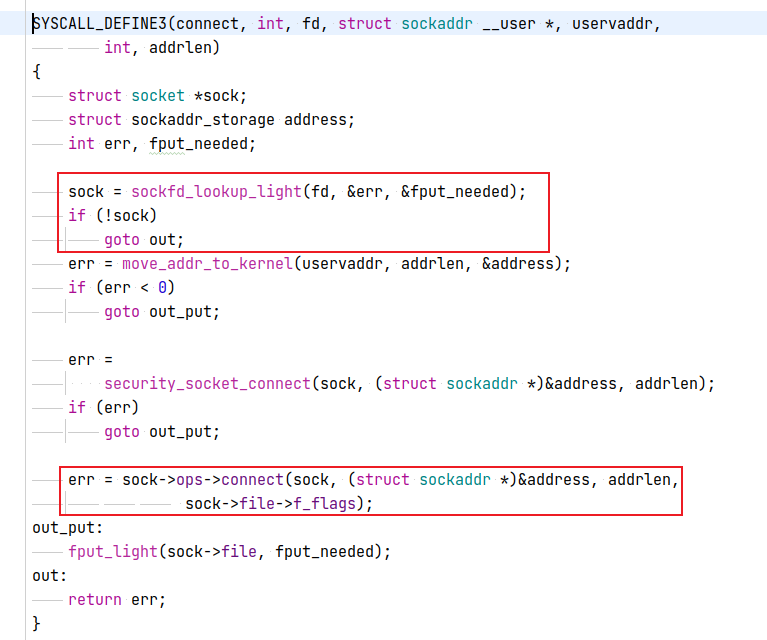 SYSCALL_DEFINE3(connect, int, fd, struct sockaddr __user *, uservaddr,
int, addrlen)
{
struct socket *sock;
struct sockaddr_storage address;
int err, fput_needed;
sock = sockfd_lookup_light(fd, &err, &fput_needed);
if (!sock)
goto out;
err = move_addr_to_kernel(uservaddr, addrlen, &address);
if (err < 0)
goto out_put;
err =
security_socket_connect(sock, (struct sockaddr *)&address, addrlen);
if (err)
goto out_put;
err = sock->ops->connect(sock, (struct sockaddr *)&address, addrlen,
sock->file->f_flags);
out_put:
fput_light(sock->file, fput_needed);
out:
return err;
}